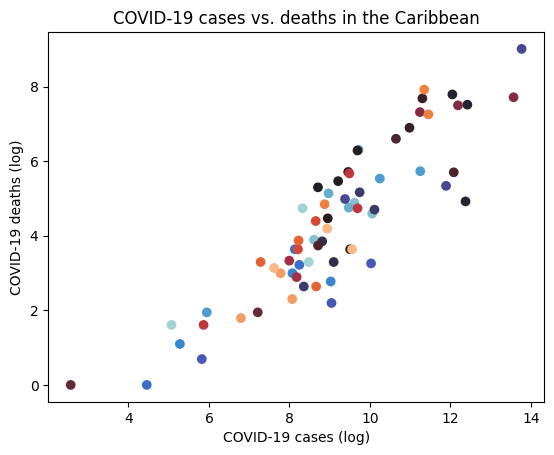 COVID-19 cases vs. deaths in the Caribbean
COVID-19 deaths (log)
8
6
4
2
0
4 6 8 10 12 14
COVID-19 cases (log)